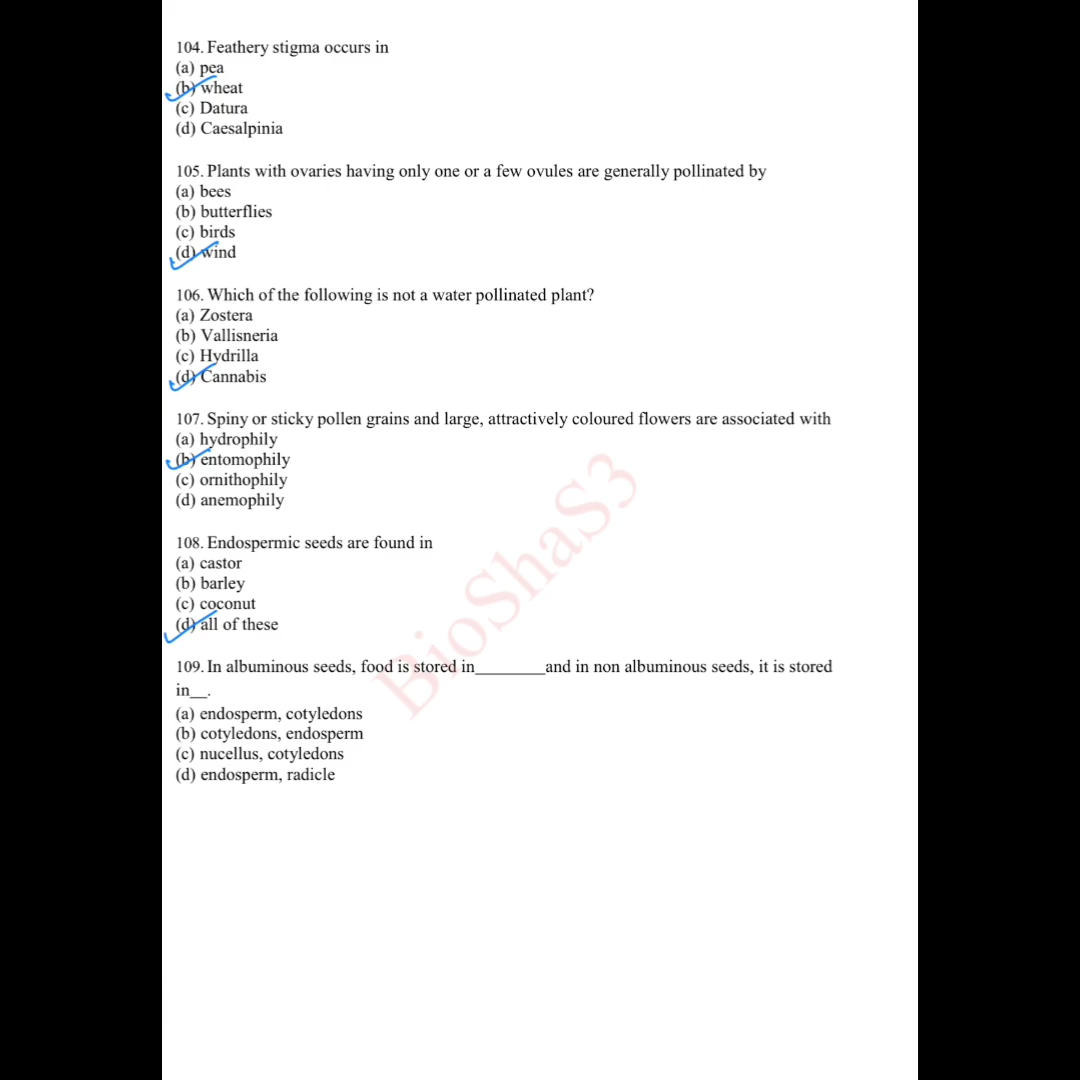 104. Feathery stigma occurs in
(a) pea
(b) wheat
(c) Datura
(d) Caesalpinia
105. Plants with ovaries having only one or a few ovules are generally pollinated by
(a) bees
(b) butterflies
(c) birds
(d) wind
106. Which of the following is not a water pollinated plant?
(a) Zostera
(b) Vallisneria
(c) Hydrilla
(d) Cannabis
107. Spiny or sticky pollen grains and large, attractively coloured flowers are associated with
(a) hydrophily
(b) entomophily
(c) ornithophily
(d) anemophily
108. Endospermic seeds are found in
(a) castor
(b) barley
(c) coconut
(d) all of these
109. In albuminous seeds, food is stored in________and in non albuminous seeds, it is stored
in__.
(a) endosperm, cotyledons
(b) cotyledons, endosperm
(c) nucellus, cotyledons
(d) endosperm, radicle
BioShaS3